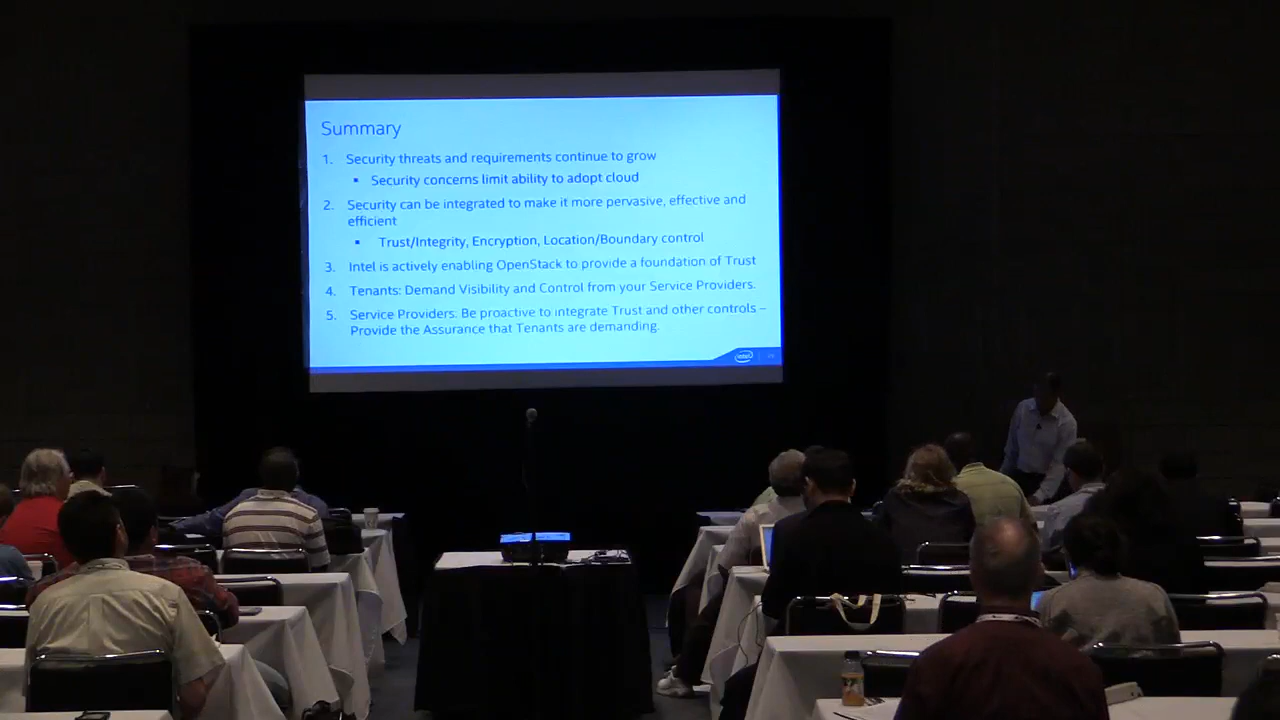 Summary
1. Security threats and requirements continue to grow
▪ Security concerns limit ability to adopt cloud
2. Security can be integrated to make it more pervasive, effective and
efficient
▪ Trust/Integrity, Encryption, Location/Boundary control
3. Intel is actively enabling OpenStack to provide a foundation of Trust
4. Tenants: Demand Visibility and Control from your Service Providers.
5. Service Providers: Be proactive to integrate Trust and other controls –
Provide the Assurance that Tenants are demanding.
intel